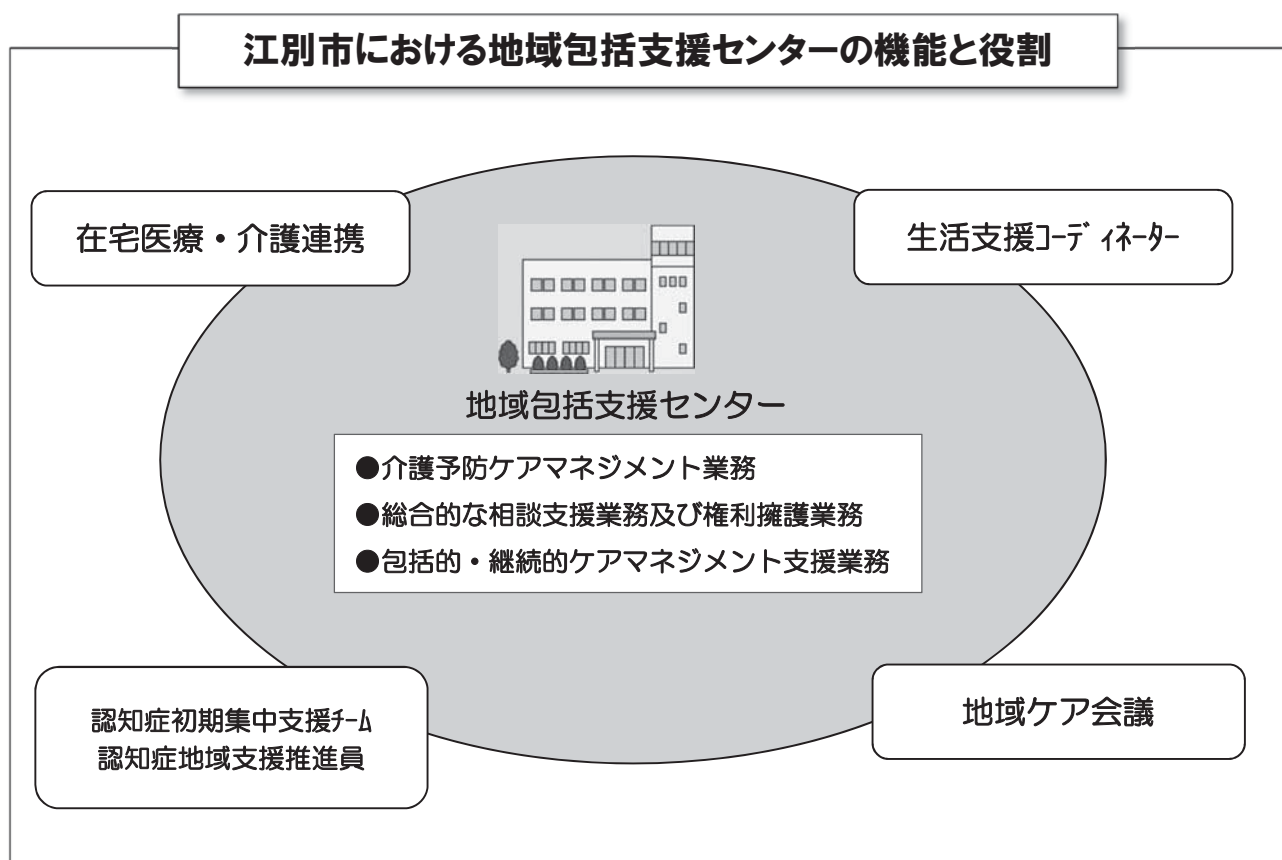 江別市における地域包括支援センターの機能と役割
在宅医療・介護連携
生活支援ｺｰﾃﾞｨﾈｰﾀｰ
地域包括支援センター
●介護予防ケアマネジメント業務
●総合的な相談支援業務及び権利擁護業務
●包括的・継続的ケアマネジメント支援業務
認知症初期集中支援ﾁｰﾑ
認知症地域支援推進員
地域ケア会議